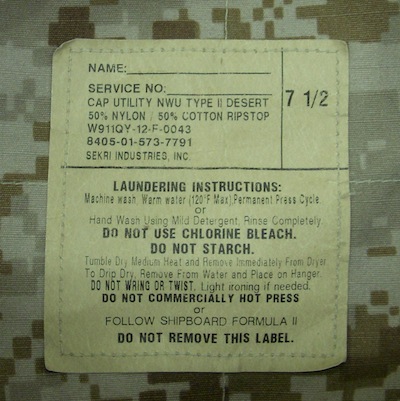 NAME:
SERVICE NO:
CAP UTILITY NWU TYPE II DESERT
50% NYLON / 50% COTTON RIPSTOP
W911QY-12-F-0043
8405-01-573-7791
SEKRI INDUSTRIES, INC.
7 1/2
LAUNDERING INSTRUCTIONS:
Machine wash, Warm water (120°F Max), Permanent Press Cycle.
or
Hand Wash Using Mild Detergent, Rinse Completely.
DO NOT USE CHLORINE BLEACH.
DO NOT STARCH.
Tumble Dry Medium Heat and Remove Immediately From Dryer
To Drip Dry, Remove From Water and Place on Hanger.
DO NOT WRING OR TWIST. Light ironing if needed.
DO NOT COMMERCIALLY HOT PRESS
or
FOLLOW SHIPBOARD FORMULA II
DO NOT REMOVE THIS LABEL.